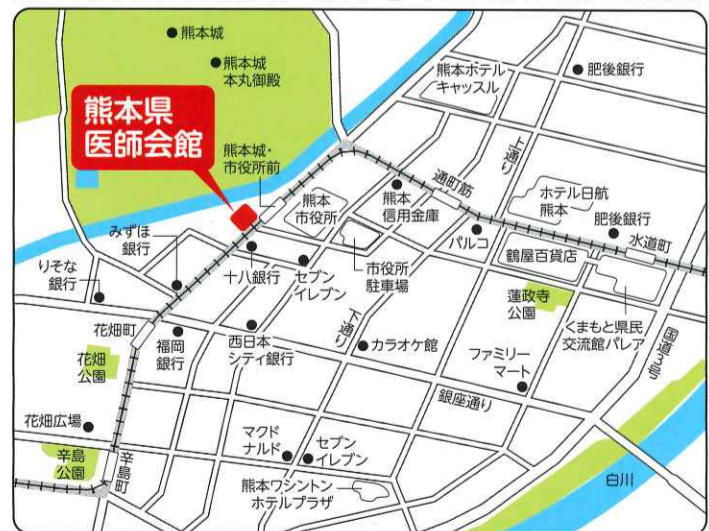 熊本城
熊本城
本丸御殿
熊本ホテル
キャッスル
肥後銀行
熊本県
医師会館
熊本城・
市役所前
上通り
通町筋
熊本
市役所
熊本
信用金庫
ホテル日航
熊本
肥後銀行
水道町
みずほ
銀行
パルコ
りそな
銀行
十八銀行
セブン
イレブン
市役所
駐車場
鶴屋百貨店
蓮政寺
公園
くまもと県民
交流館パレア
国道3号
花畑町
福岡
銀行
西日本
シティ銀行
下通り
カラオケ館
ファミリー
マート
花畑
公園
銀座通り
花畑広場
マクド
ナルド
セブン
イレブン
辛島
公園
辛島町
熊本ワシントン
ホテルプラザ
白川